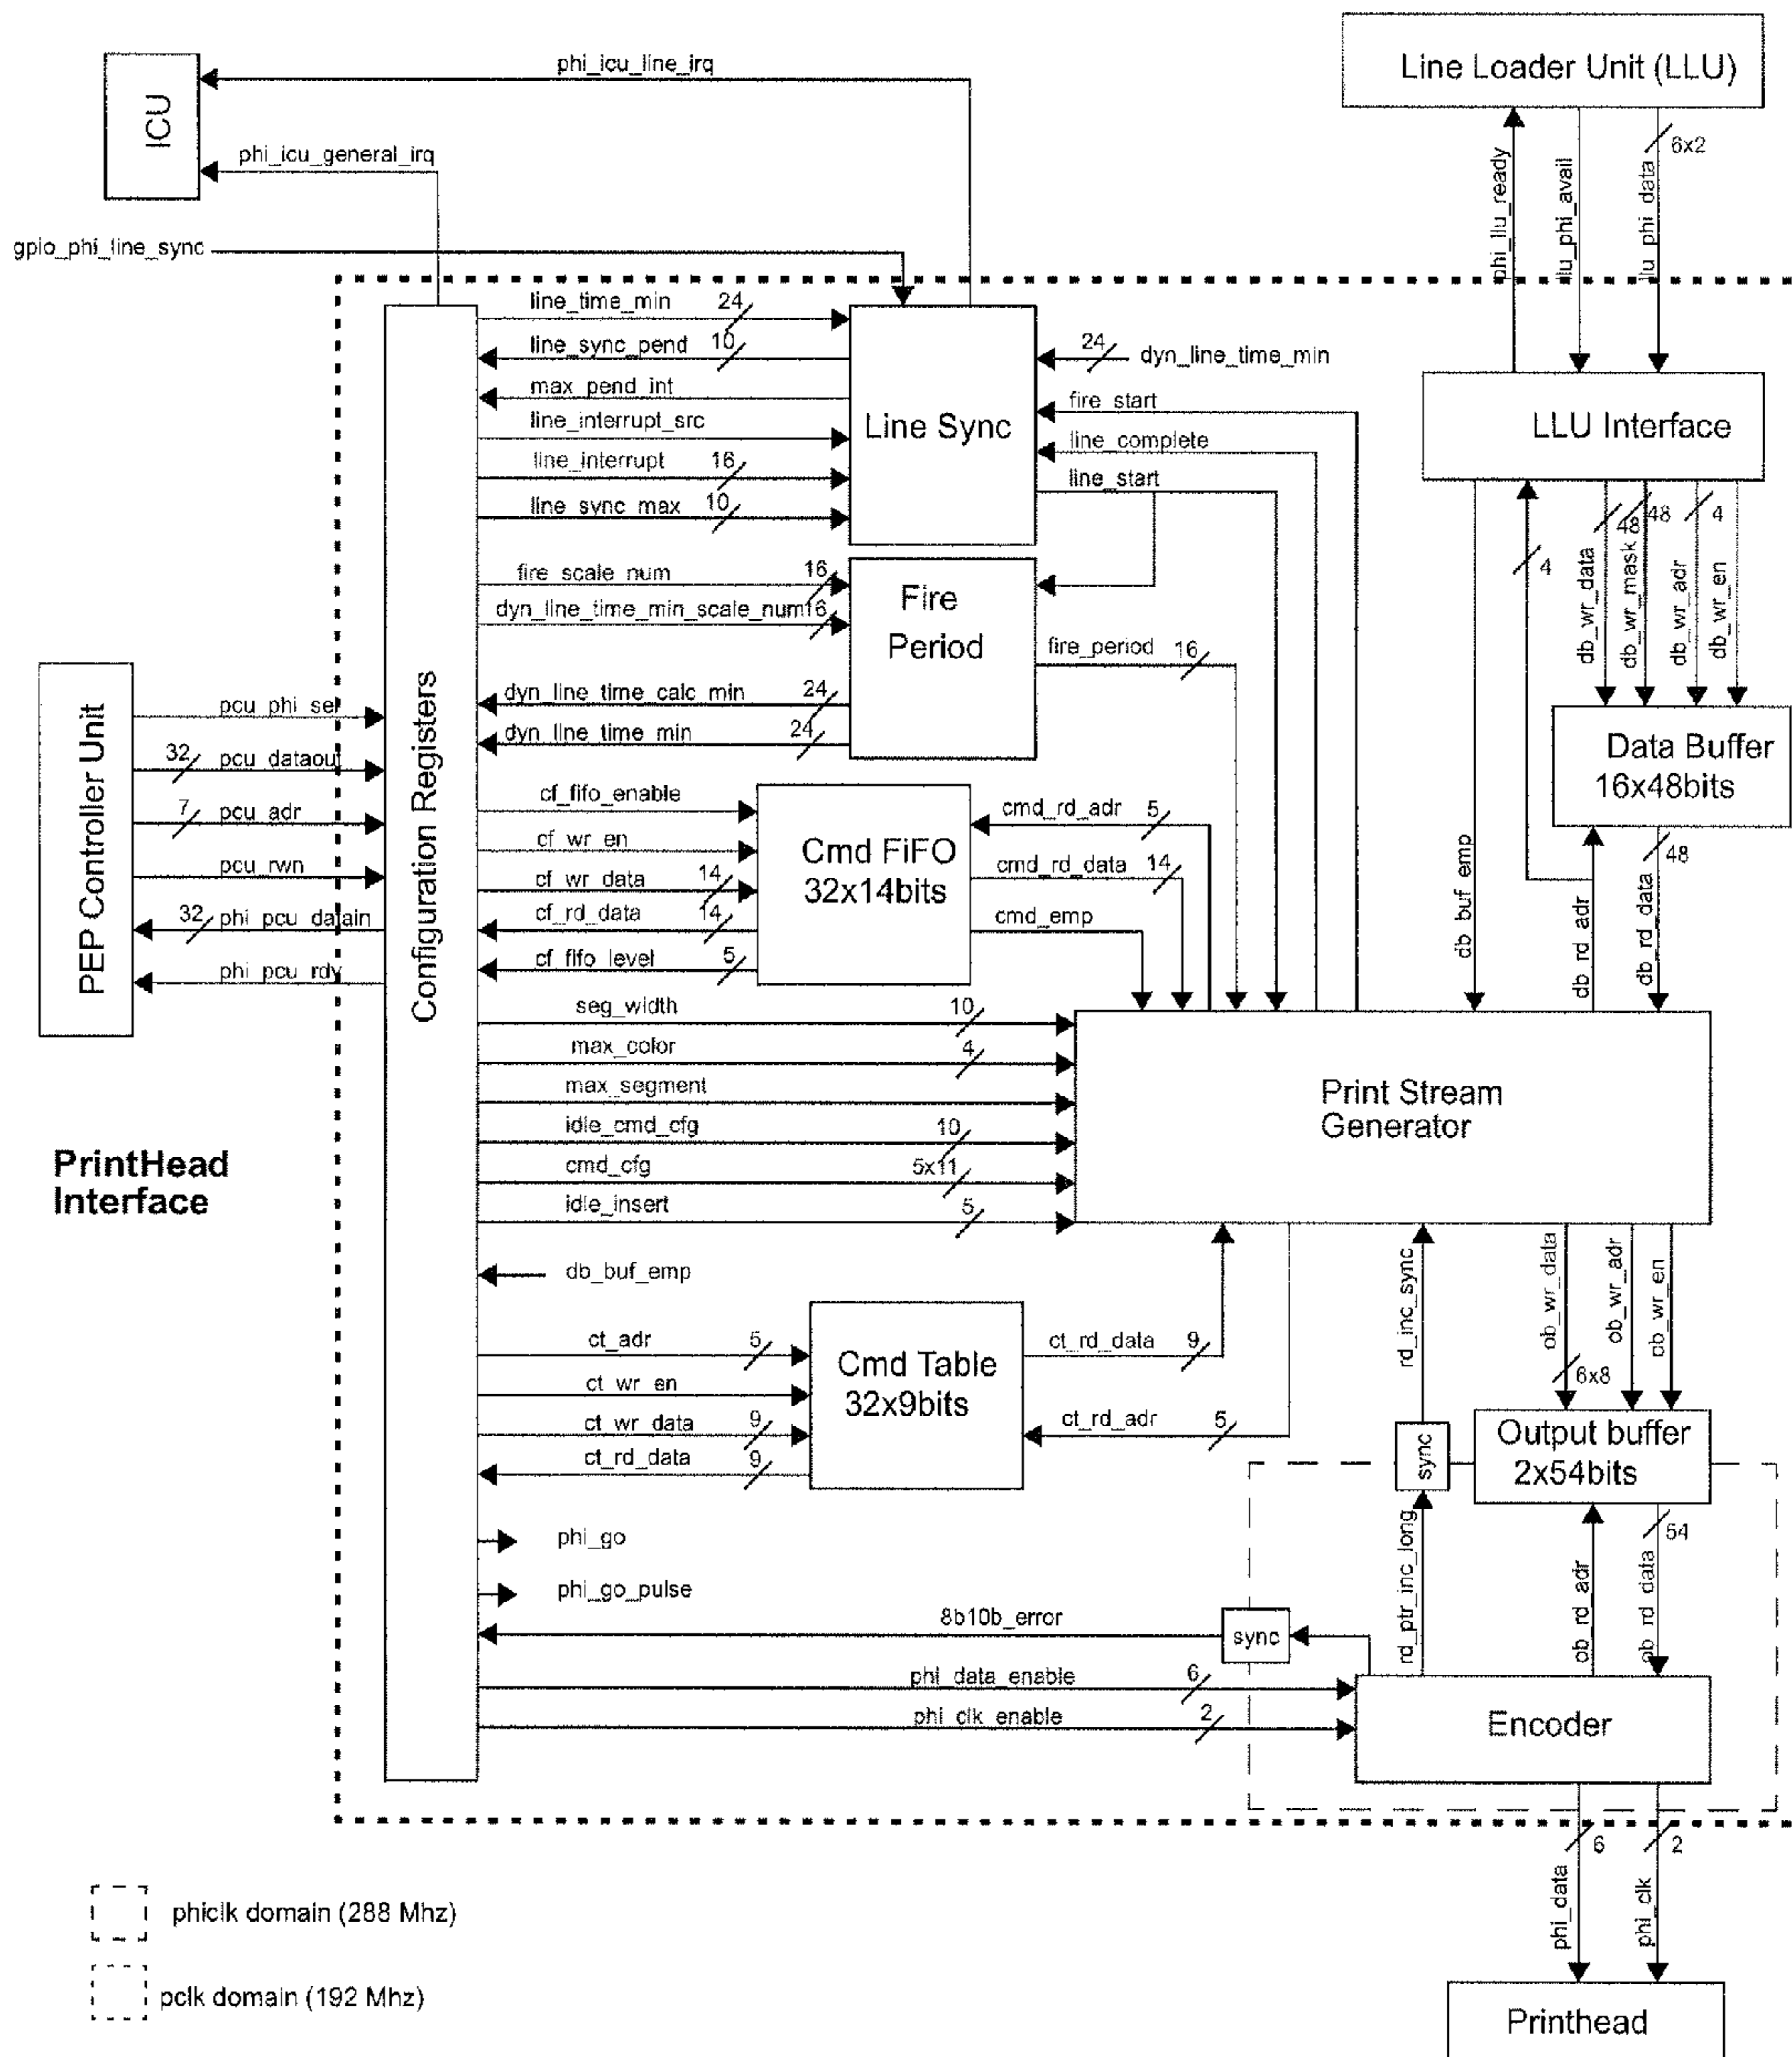 phi_icu_line_irq
Line Loader Unit (LLU)
ICU
phi_icu_general_irq
6x2
phi_llu_ready
llu_phi_avail
llu_phi_data
gpio_phi_line_sync
line_time_min
24
line_sync_pend
10
max_pend_int
line_interrupt_src
line_interrupt
16
line_sync_max
10
Line Sync
24
dyn_line_time_min
fire_start
line_complete
line_start
LLU Interface
4
48
48
4
db_wr_data
db_wr_mask
db_wr_adr
db_wr_en
fire_scale_num
16
dyn_line_time_min_scale_num
16
dyn_line_time_calc_min
24
dyn_line_time_min
24
Fire
Period
fire_period
16
Data Buffer
16x48bits
48
db_buf_emp
db_rd_adr
db_rd_data
PEP Controller Unit
pcu_phi_sel
32
pcu_dataout
7
pcu_adr
pcu_rwn
32
phi_pcu_datain
phi_pcu_rdy
Configuration Registers
cf_fifo_enable
cf_wr_en
cf_wr_data
14
cf_rd_data
14
cf_fifo_level
5
Cmd FiFO
32x14bits
cmd_rd_adr
5
cmd_rd_data
14
cmd_emp
seg_width
10
max_color
4
max_segment
idle_cmd_cfg
10
cmd_cfg
5x11
idle_insert
5
Print Stream
Generator
PrintHead
Interface
db_buf_emp
rd_inc_sync
ob_wr_data
ob_wr_adr
ob_wr_en
6x8
ct_adr
5
ct_wr_en
ct_wr_data
9
ct_rd_data
9
Cmd Table
32x9bits
ct_rd_data
9
ct_rd_adr
5
sync
Output buffer
2x54bits
54
rd_ptr_inc_long
ob_rd_adr
ob_rd_data
phi_go
phi_go_pulse
8b10b_error
sync
phi_data_enable
6
phi_clk_enable
2
Encoder
6
2
phi_data
phi_clk
phiclk domain (288 Mhz)
pclk domain (192 Mhz)
Printhead